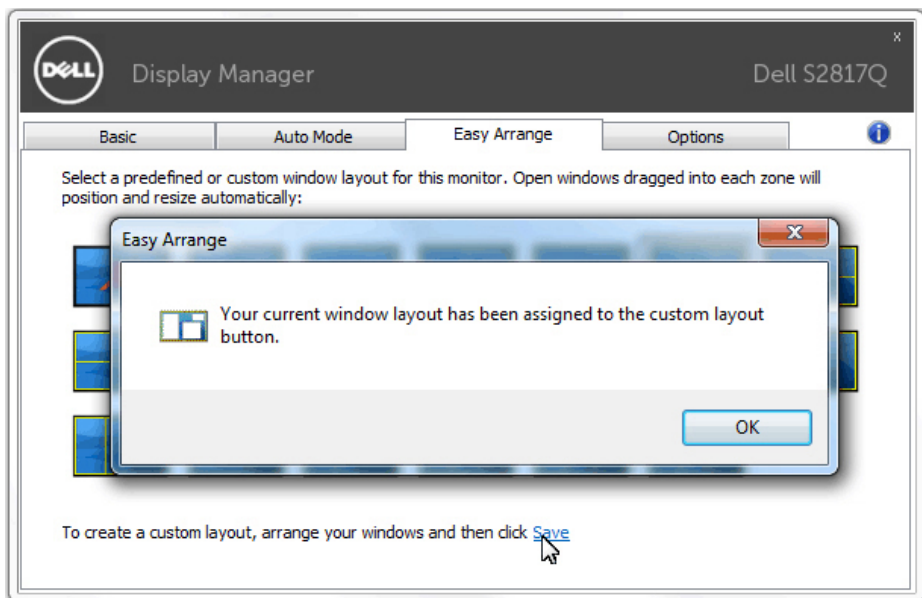 x
DELL
Display Manager
Dell S2817Q
Basic
Auto Mode
Easy Arrange
Options
i
Select a predefined or custom window layout for this monitor. Open windows dragged into each zone will
position and resize automatically:
Easy Arrange
Your current window layout has been assigned to the custom layout
button.
OK
To create a custom layout, arrange your windows and then click Save